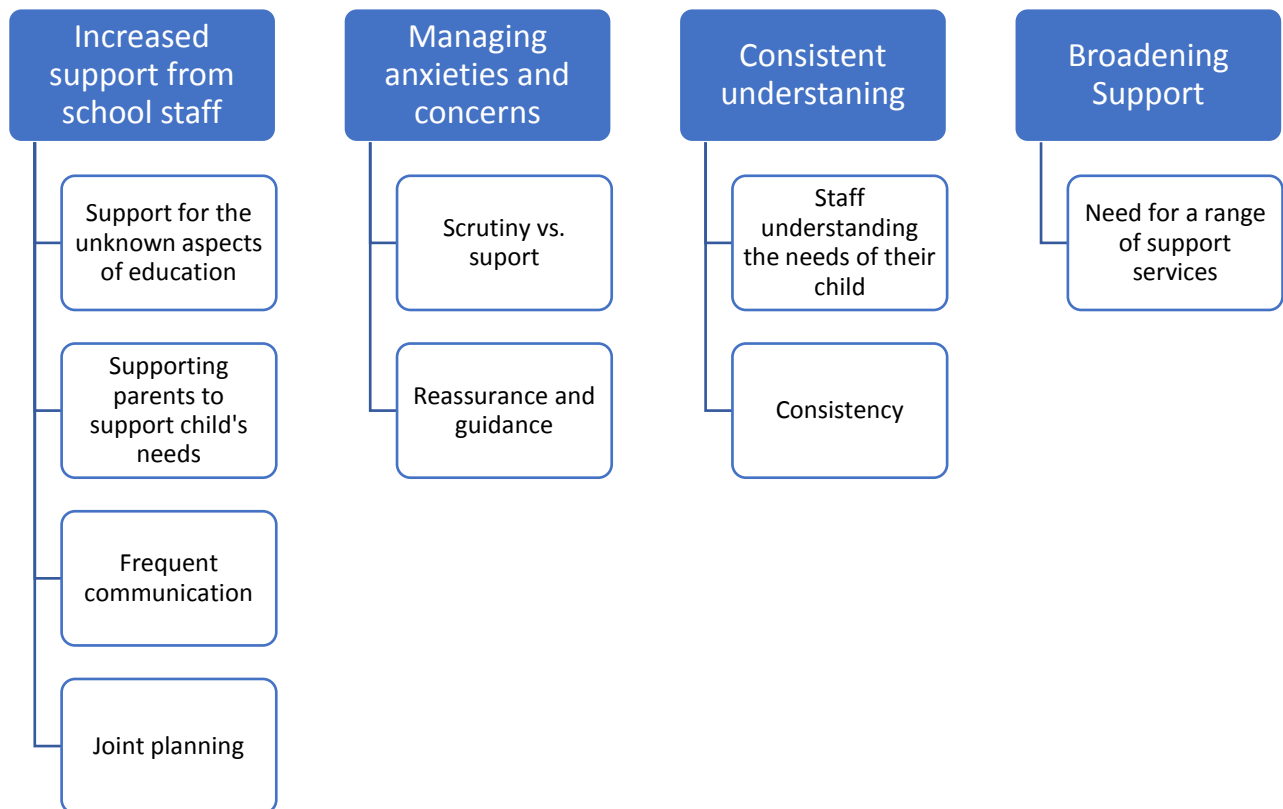 Increased
support from
school staff
Support for the
unknown aspects
of education
Supporting
parents to
support child's
needs
Frequent
communication
Joint planning
Managing
anxieties and
concerns
Scrutiny vs.
suport
Reassurance and
guidance
Consistent
understaning
Staff
understanding
the needs of their
child
Consistency
Broadening
Support
Need for a range
of support
services